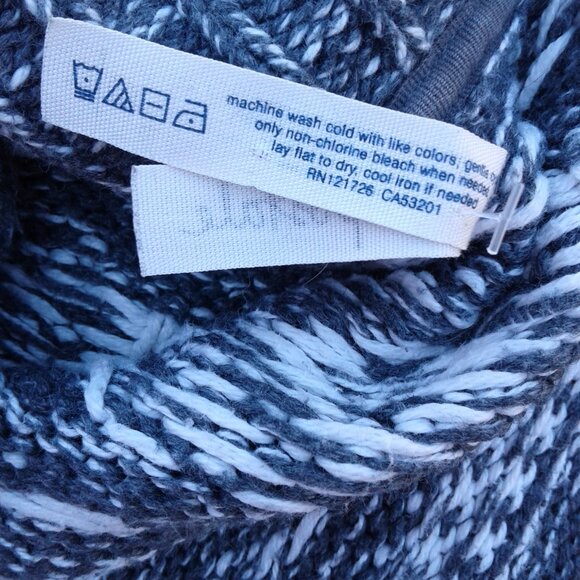 machine wash cold with like colors, gentle
only non-chlorine bleach when needed
lay flat to dry, cool iron if needed
RN121726 CA53201